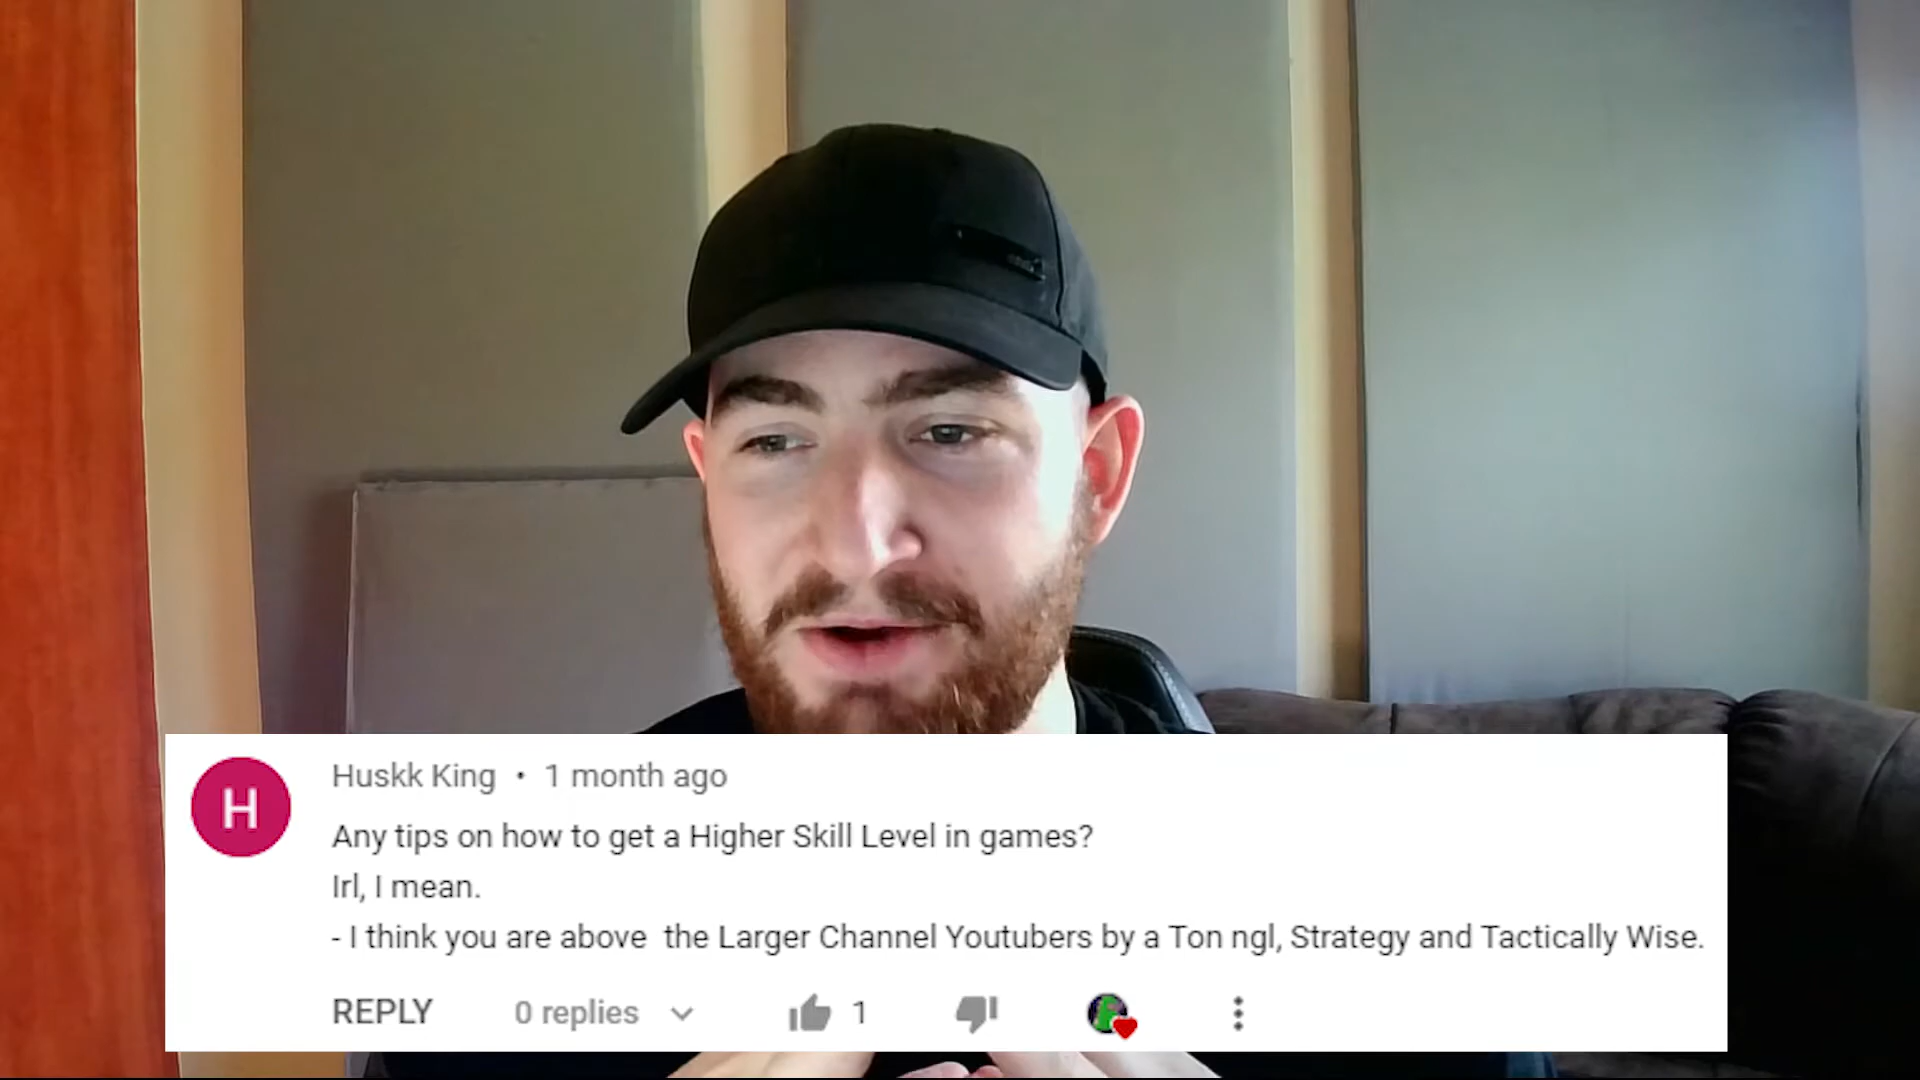 Huskk King • 1 month ago
H
Any tips on how to get a Higher Skill Level in games?
Irl, I mean.
- I think you are above the Larger Channel Youtubers by a Ton ngl, Strategy and Tactically Wise.
REPLY 0 replies 1